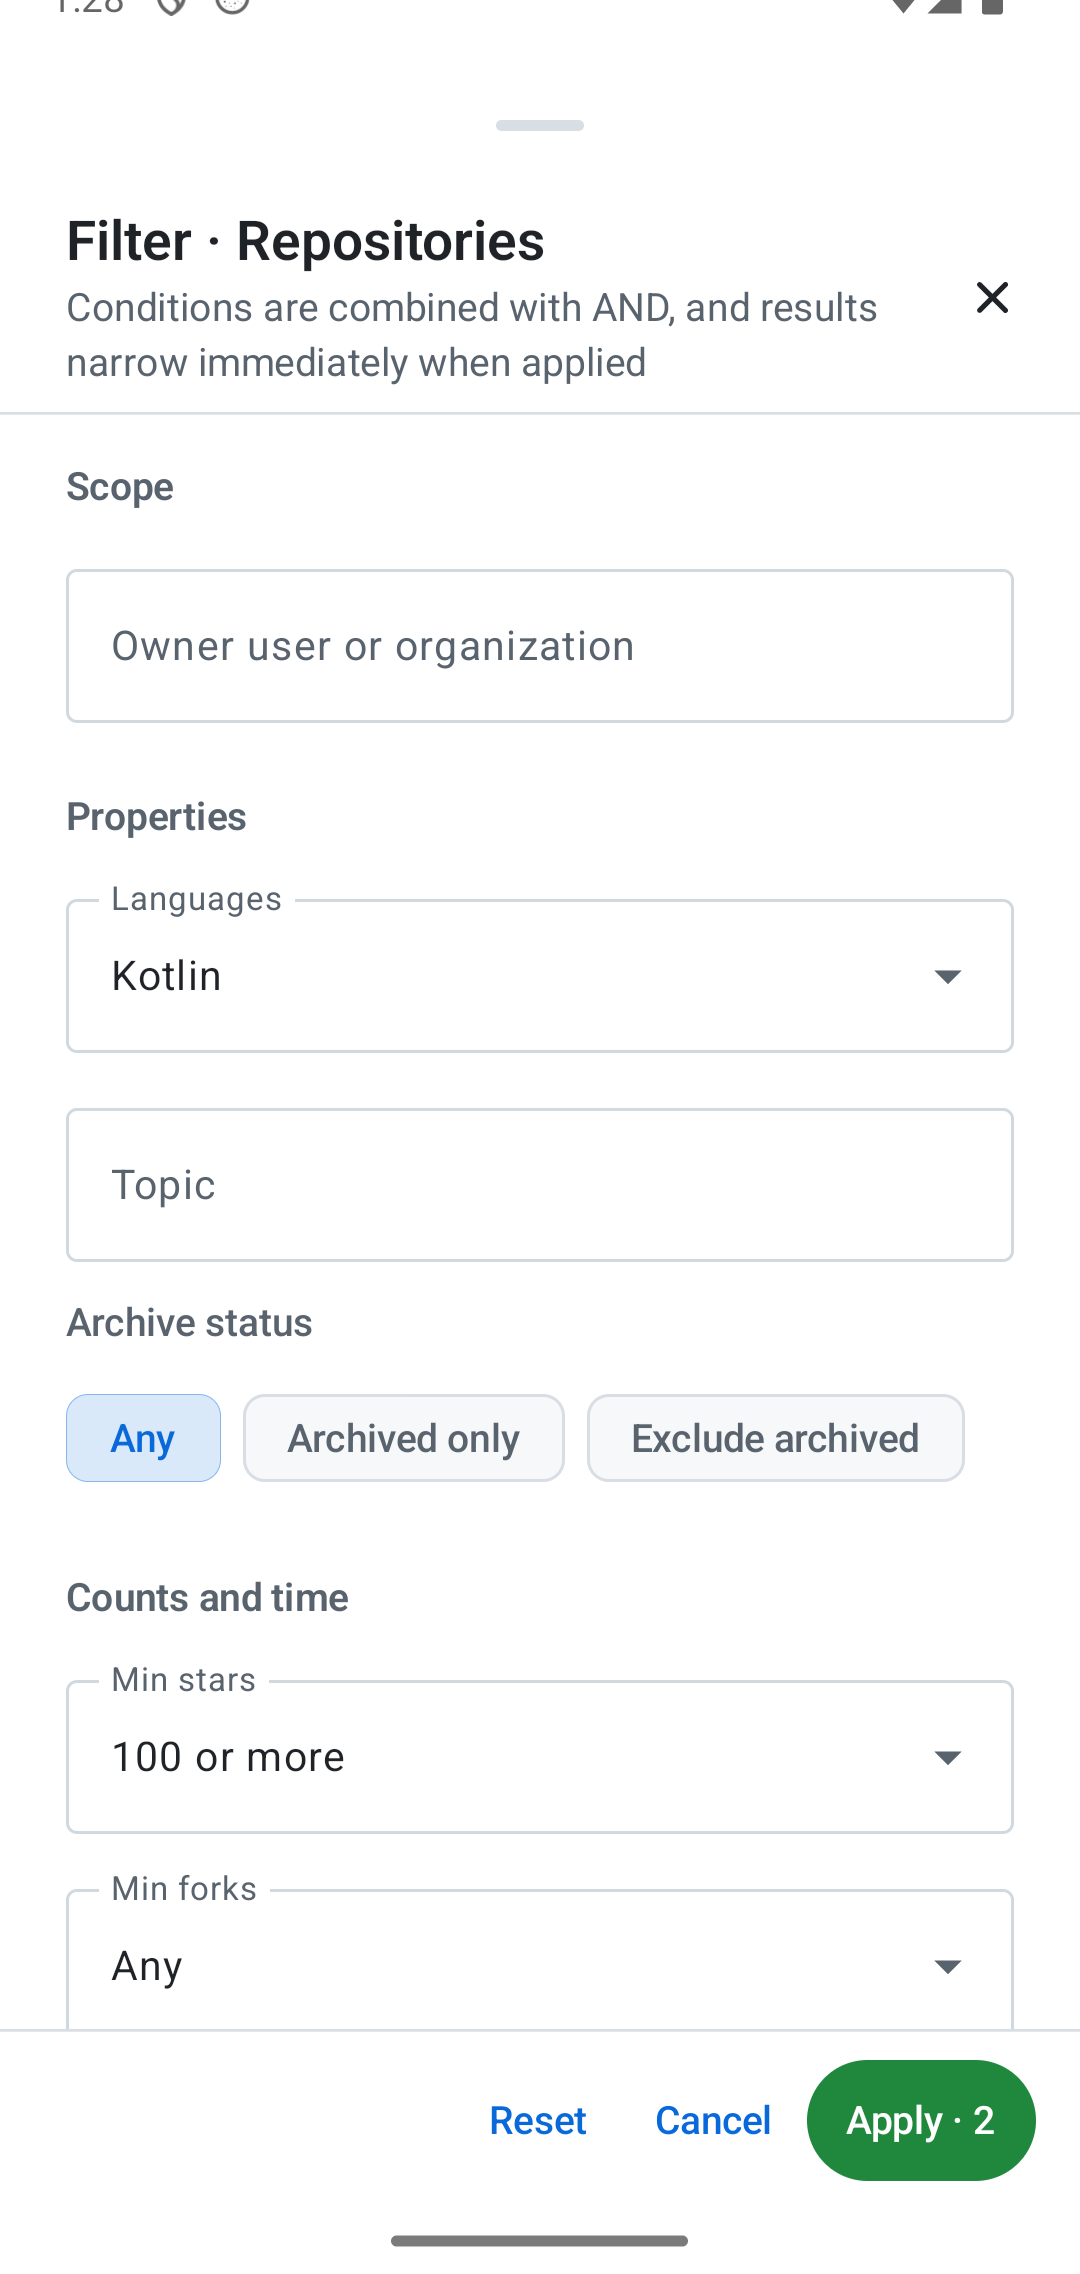 1:28
Filter · Repositories
Conditions are combined with AND, and results
narrow immediately when applied
Scope
Owner user or organization
Properties
Languages
Kotlin
Topic
Archive status
Any
Archived only
Exclude archived
Counts and time
Min stars
100 or more
Min forks
Any
Reset
Cancel
Apply · 2